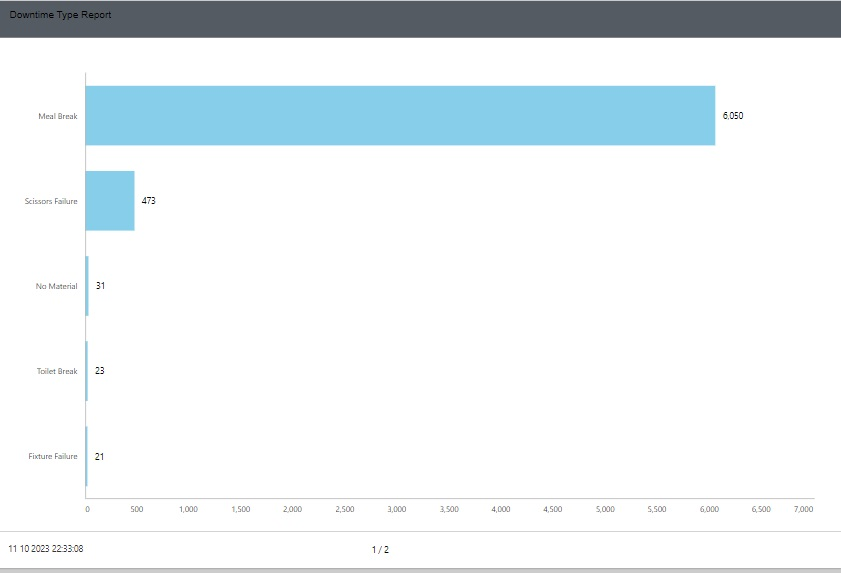 Downtime Type Report
Meal Break
6,050
Scissors Failure
473
No Material
31
Toilet Break
23
Fixture Failure
21
0 500 1,000 1,500 2,000 2,500 3,000 3,500 4,000 4,500 5,000 5,500 6,000 6,500 7,000
11 10 2023 22:33:08
1 / 2